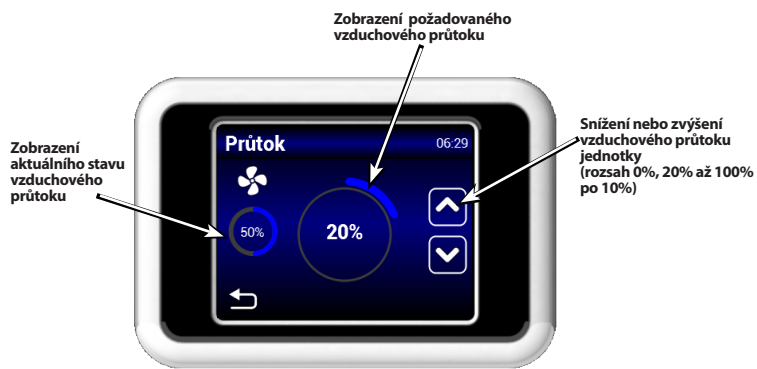 Zobrazení  požadovaného
vzduchového průtoku
Zobrazení
aktuálního stavu
vzduchového
průtoku
Průtok
06:29
50%
20%
Snížení nebo zvýšení
vzduchového průtoku
jednotky
(rozsah 0%, 20% až 100%
po 10%)